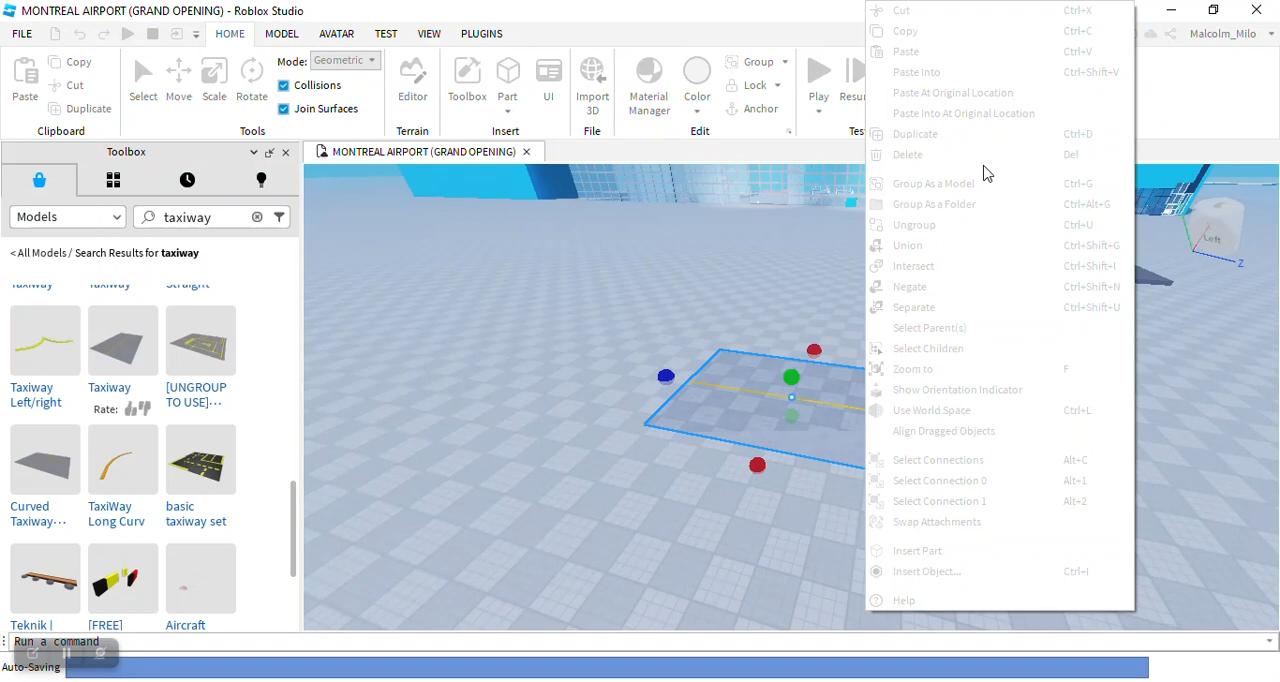 MONTREAL AIRPORT (GRAND OPENING) - Roblox Studio
FILE HOME MODEL AVATAR TEST VIEW PLUGINS Malcolm_Milo
Paste
Copy
Cut
Duplicate
Clipboard
Select Move Scale Rotate
Mode: Geometric
Collisions
Join Surfaces
Tools
Editor
Terrain
Toolbox Part UI
Insert
Import 3D
File
Material Manager
Color
Group
Lock
Anchor
Edit
Play
Toolbox
MONTREAL AIRPORT (GRAND OPENING)
Models
taxiway
< All Models / Search Results for taxiway
Taxiway Taxiway Straight
Taxiway Left/right
Taxiway
Rate:
[UNGROUP TO USE]...
Curved Taxiway...
TaxiWay Long Curv
basic taxiway set
Teknik |
[FREE]
Aircraft
Left
Z
Cut Ctrl+X
Copy Ctrl+C
Paste Ctrl+V
Paste Into Ctrl+Shift+V
Paste At Original Location
Paste Into At Original Location
Duplicate Ctrl+D
Delete Del
Group As a Model Ctrl+G
Group As a Folder Ctrl+Alt+G
Ungroup Ctrl+U
Union Ctrl+Shift+G
Intersect Ctrl+Shift+I
Negate Ctrl+Shift+N
Separate Ctrl+Shift+U
Select Parent(s)
Select Children
Zoom to F
Show Orientation Indicator
Use World Space Ctrl+L
Align Dragged Objects
Select Connections Alt+C
Select Connection 0 Alt+1
Select Connection 1 Alt+2
Swap Attachments
Insert Part
Insert Object... Ctrl+I
Help
Run a command
Auto-Saving